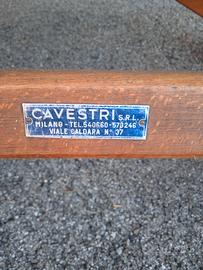 CAVESTRI S.R.L.
MILANO - TEL.540660-573246
VIALE CALDARA N° 37